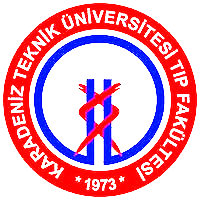 KARADENİZ TEKNİK ÜNİVERSİTESİ TIP FAKÜLTESİ
* 1973 *